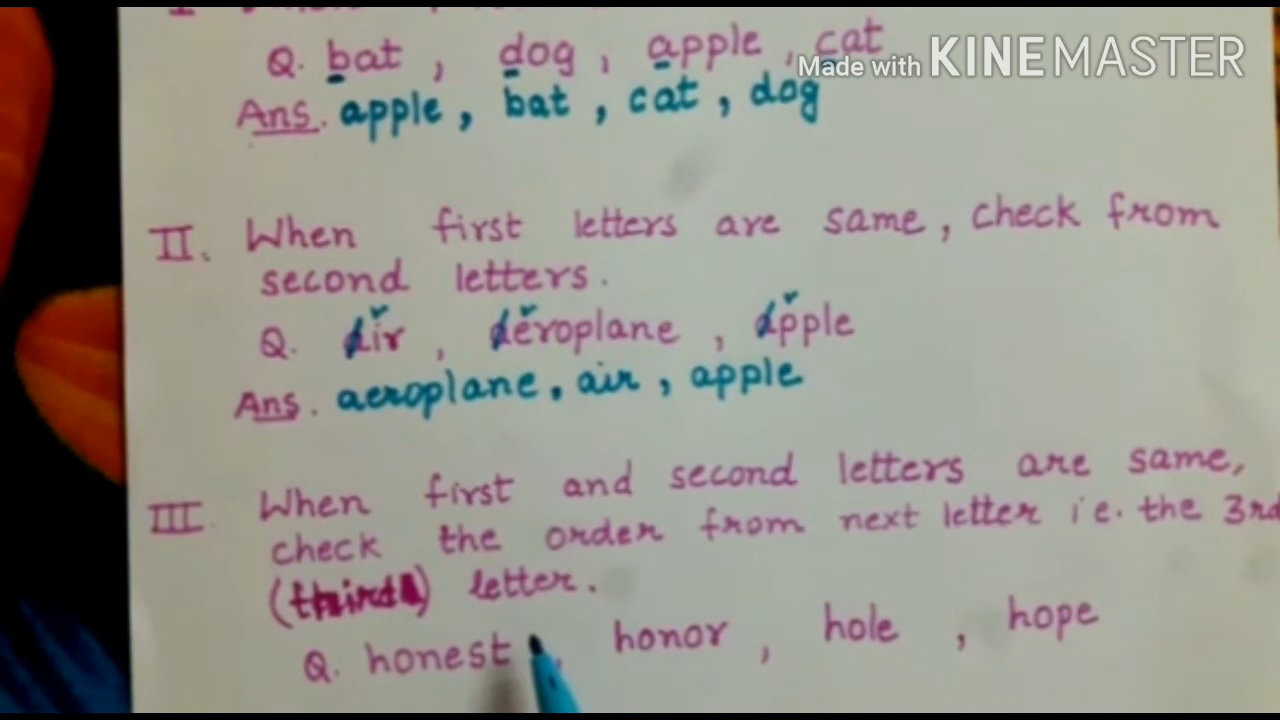 Q. bat , dog , apple , cat
Made with KINEMASTER
Ans. apple , bat , cat , dog
II. When first letters are same, check from
second letters.
Q. air , aeroplane , apple
Ans. aeroplane, air , apple
III. When first and second letters are same,
check the order from next letter i.e. the 3rd
(third) letter.
Q. honest , honor , hole , hope